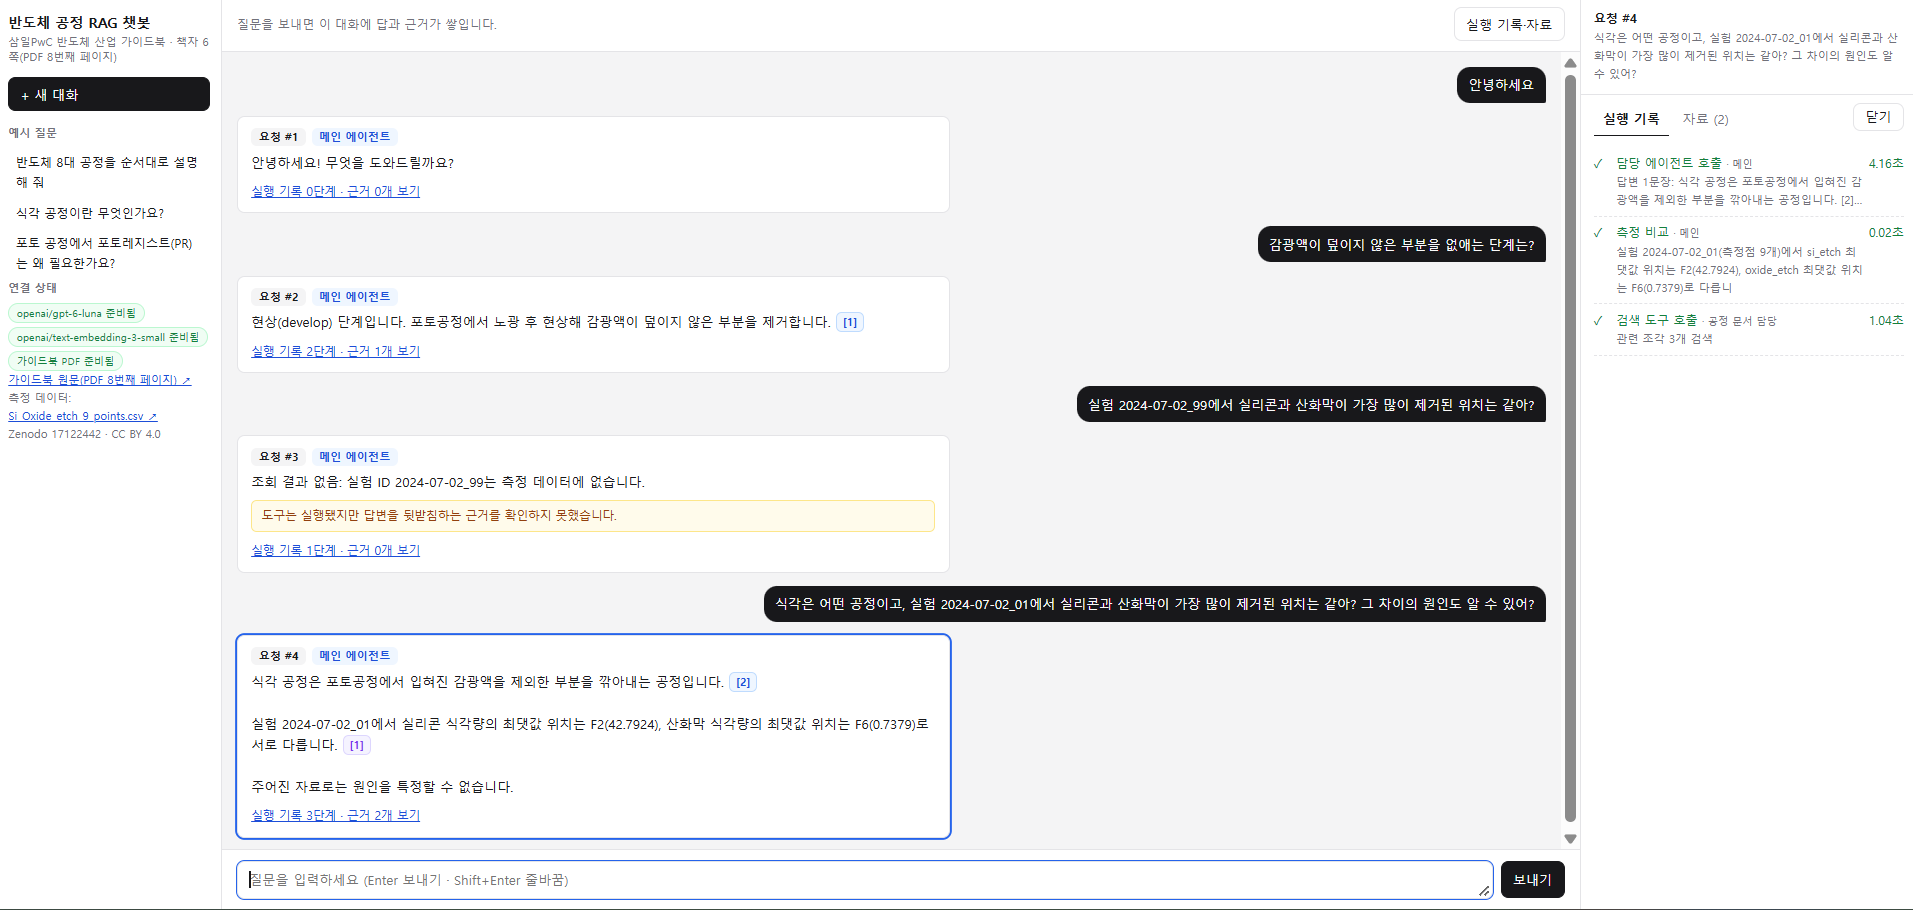 반도체 공정 RAG 챗봇
삼일PwC 반도체 산업 가이드북 · 책자 6
쪽(PDF 8번째 페이지)
+ 새 대화
예시 질문
반도체 8대 공정을 순서대로 설명
해 줘
식각 공정이란 무엇인가요?
포토 공정에서 포토레지스트(PR)
는 왜 필요한가요?
연결 상태
openai/gpt-6-luna 준비됨
openai/text-embedding-3-small 준비됨
가이드북 PDF 준비됨
가이드북 원문(PDF 8번째 페이지) ↗
측정 데이터:
Si_Oxide_etch_9_points.csv ↗
Zenodo 17122442 · CC BY 4.0
질문을 보내면 이 대화에 답과 근거가 쌓입니다.
실행 기록·자료
안녕하세요
요청 #1 메인 에이전트
안녕하세요! 무엇을 도와드릴까요?
실행 기록 0단계 · 근거 0개 보기
감광액이 덮이지 않은 부분을 없애는 단계는?
요청 #2 메인 에이전트
현상(develop) 단계입니다. 포토공정에서 노광 후 현상해 감광액이 덮이지 않은 부분을 제거합니다. [1]
실행 기록 2단계 · 근거 1개 보기
실험 2024-07-02_99에서 실리콘과 산화막이 가장 많이 제거된 위치는 같아?
요청 #3 메인 에이전트
조회 결과 없음: 실험 ID 2024-07-02_99는 측정 데이터에 없습니다.
도구는 실행됐지만 답변을 뒷받침하는 근거를 확인하지 못했습니다.
실행 기록 1단계 · 근거 0개 보기
식각은 어떤 공정이고, 실험 2024-07-02_01에서 실리콘과 산화막이 가장 많이 제거된 위치는 같아? 그 차이의 원인도 알 수 있어?
요청 #4 메인 에이전트
식각 공정은 포토공정에서 입혀진 감광액을 제외한 부분을 깎아내는 공정입니다. [2]
실험 2024-07-02_01에서 실리콘 식각량의 최댓값 위치는 F2(42.7924), 산화막 식각량의 최댓값 위치는 F6(0.7379)로
서로 다릅니다. [1]
주어진 자료로는 원인을 특정할 수 없습니다.
실행 기록 3단계 · 근거 2개 보기
질문을 입력하세요 (Enter 보내기 · Shift+Enter 줄바꿈)
보내기
요청 #4
식각은 어떤 공정이고, 실험 2024-07-02_01에서 실리콘과 산
화막이 가장 많이 제거된 위치는 같아? 그 차이의 원인도 알
수 있어?
실행 기록 자료 (2) 닫기
✓ 담당 에이전트 호출 · 메인 4.16초
답변 1문장: 식각 공정은 포토공정에서 입혀진 감
광액을 제외한 부분을 깎아내는 공정입니다. [2]...
✓ 측정 비교 · 메인 0.02초
실험 2024-07-02_01(측정점 9개)에서 si_etch 최
댓값 위치는 F2(42.7924), oxide_etch 최댓값 위치
는 F6(0.7379)로 다릅니
✓ 검색 도구 호출 · 공정 문서 담당 1.04초
관련 조각 3개 검색